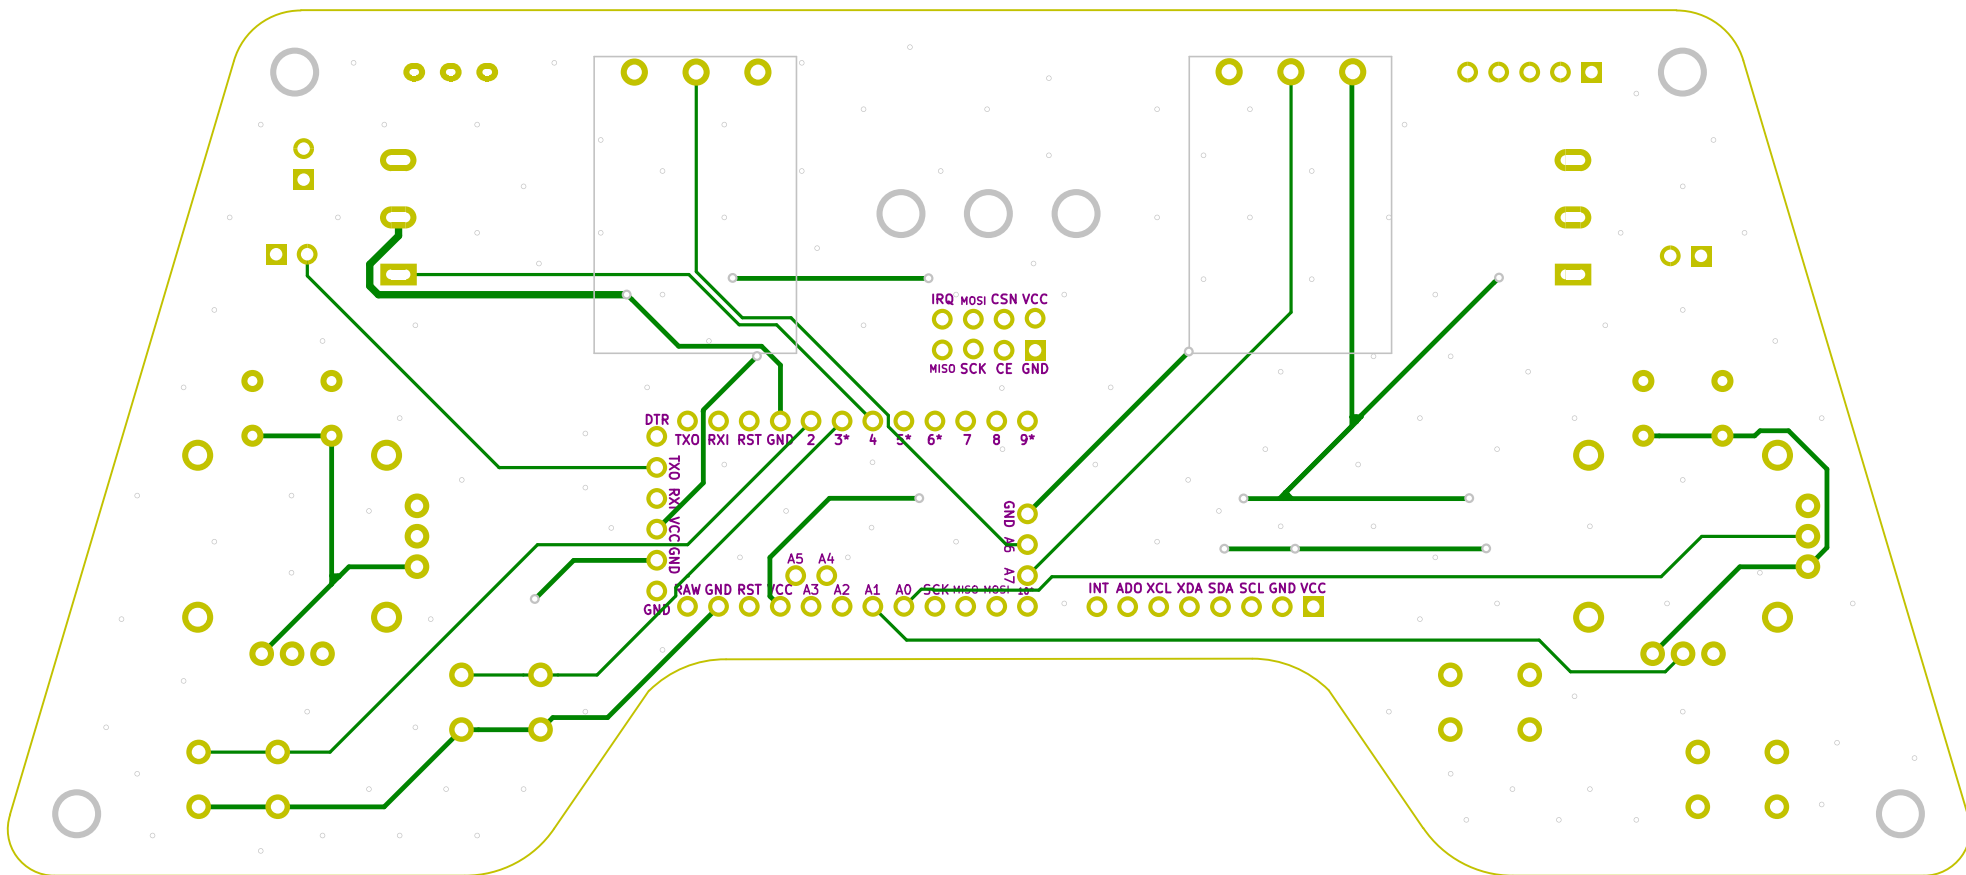 IRQ MOSI CSN VCC
MISO SCK CE GND
DTR
TXO RXI RST GND 2 3* 4 5* 6* 7 8 9*
TXO RXI VCC GND
GND A6 A7
A5 A4
RAW GND RST VCC A3 A2 A1 A0 SCK MISO MOSI 10*
GND
INT ADO XCL XDA SDA SCL GND VCC